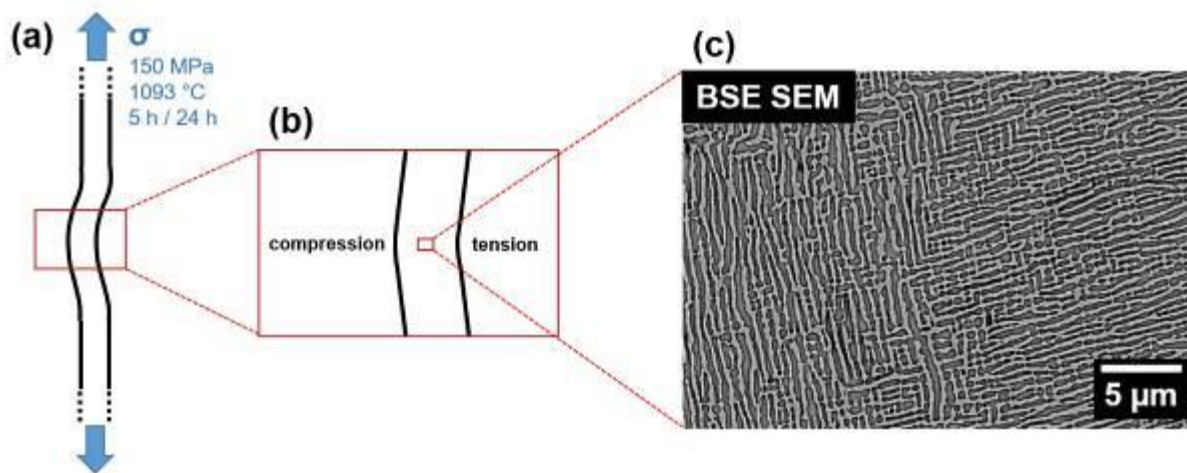 (a)
σ
150 MPa
1093 °C
5 h / 24 h
(b)
compression
tension
(c)
BSE SEM
5 µm